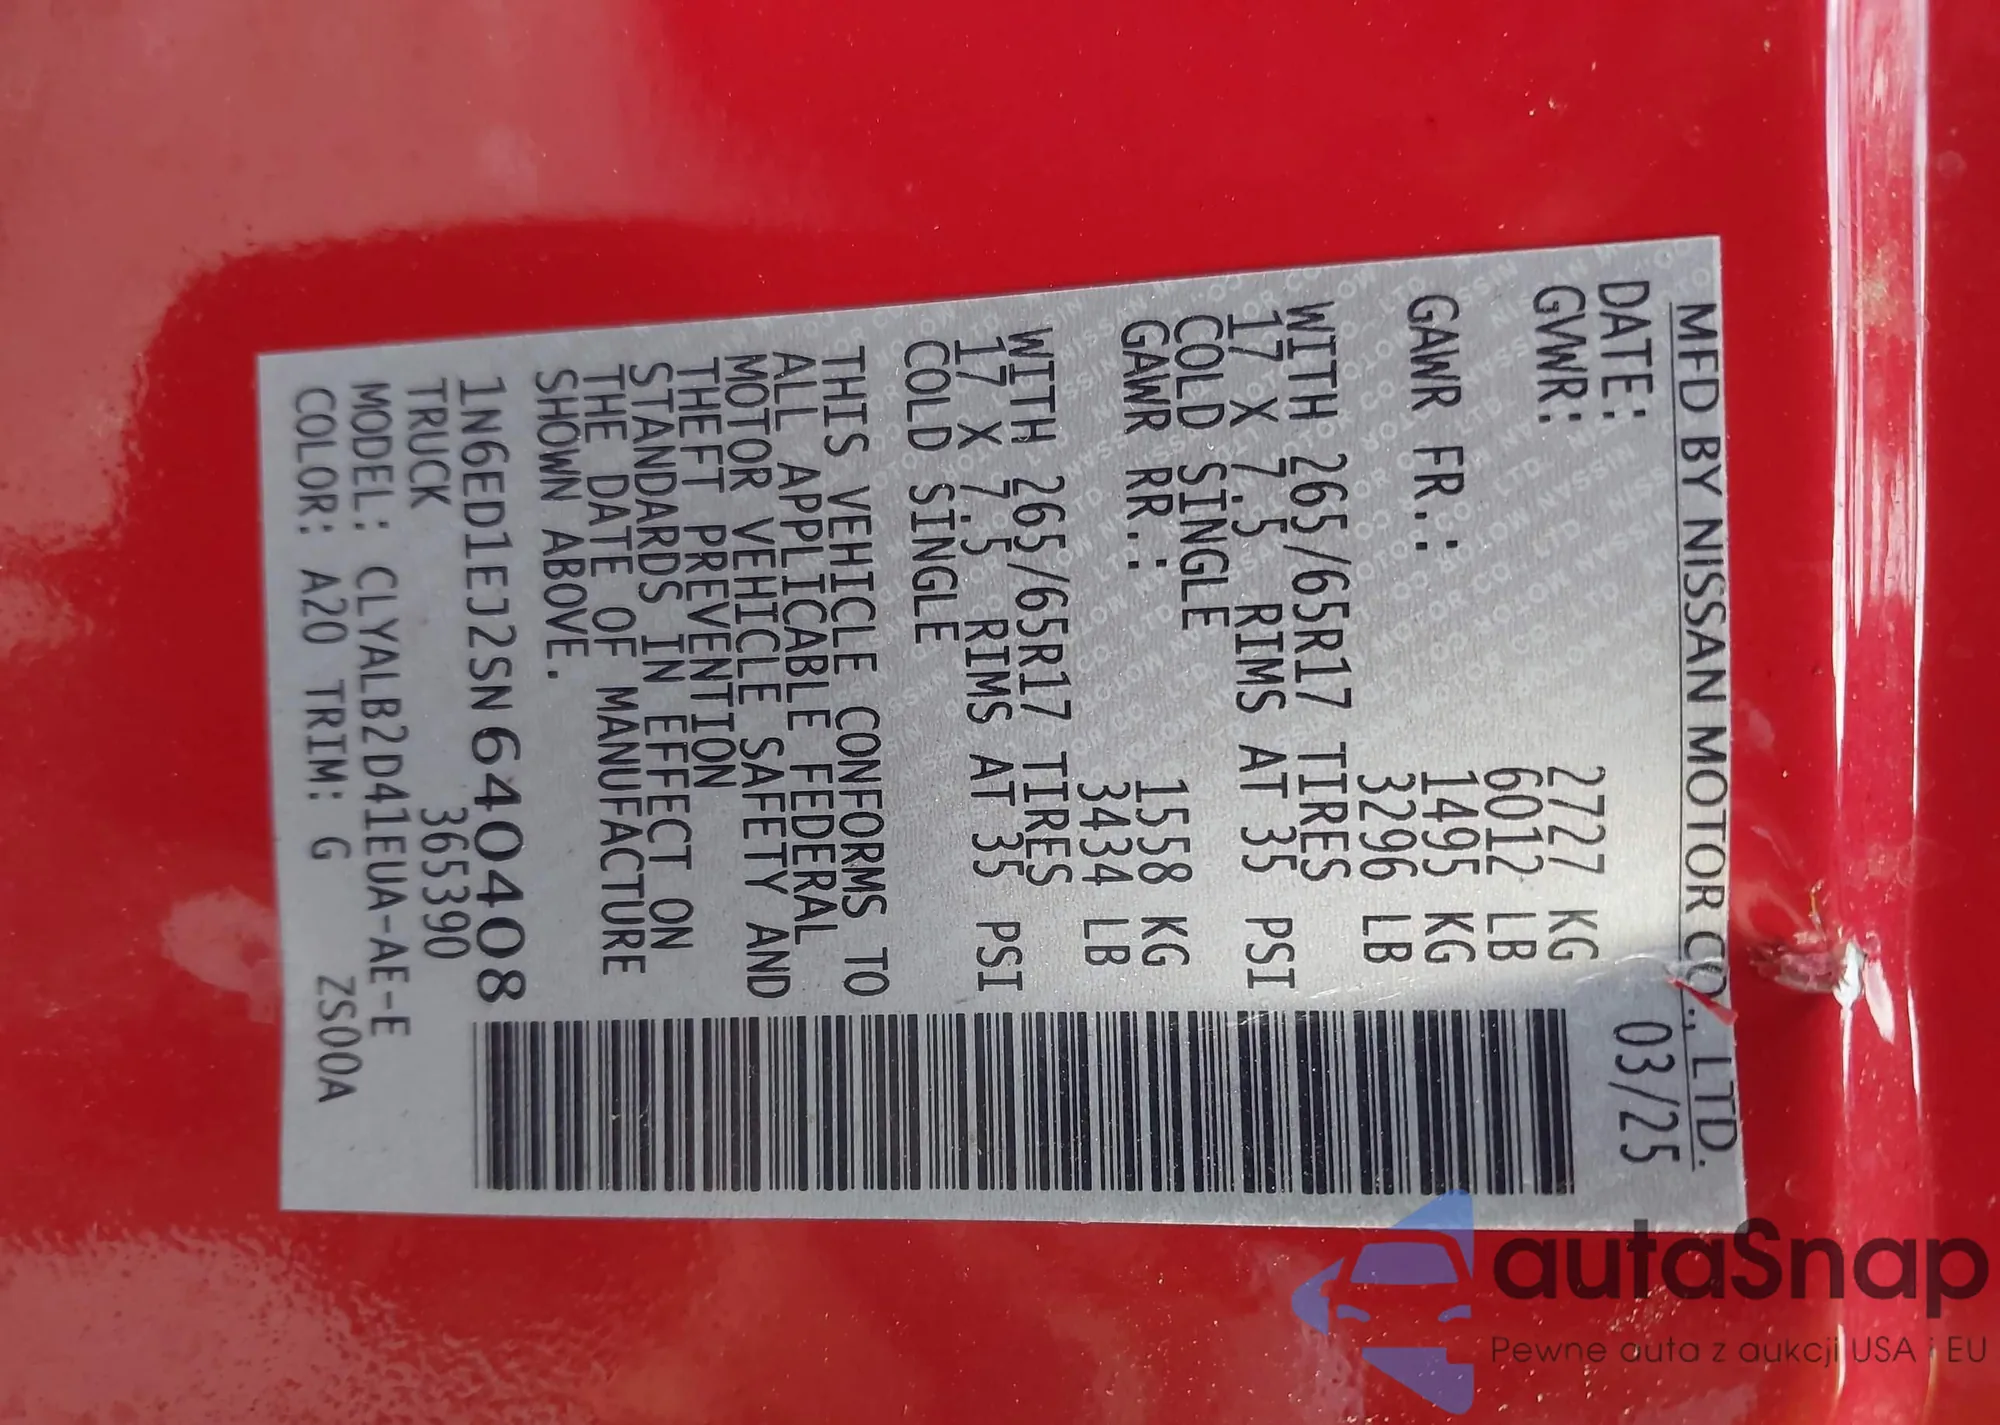 MFD BY NISSAN MOTOR CO., LTD.
DATE: 03/25
GVWR: 2727 KG
6012 LB
GAWR FR.: 1495 KG
3296 LB
WITH 265/65R17 TIRES
17 X 7.5 RIMS AT 35 PSI
COLD SINGLE
GAWR RR.: 1558 KG
3434 LB
WITH 265/65R17 TIRES
17 X 7.5 RIMS AT 35 PSI
COLD SINGLE
THIS VEHICLE CONFORMS TO
ALL APPLICABLE FEDERAL
MOTOR VEHICLE SAFETY AND
THEFT PREVENTION
STANDARDS IN EFFECT ON
THE DATE OF MANUFACTURE
SHOWN ABOVE.
1N6ED1EJ2SN640408
TRUCK 365390
MODEL: CLYALB2D41EUA-AE-E
COLOR: A20 TRIM: G ZS00A
autaSnap
Pewne auta z aukcji USA i EU